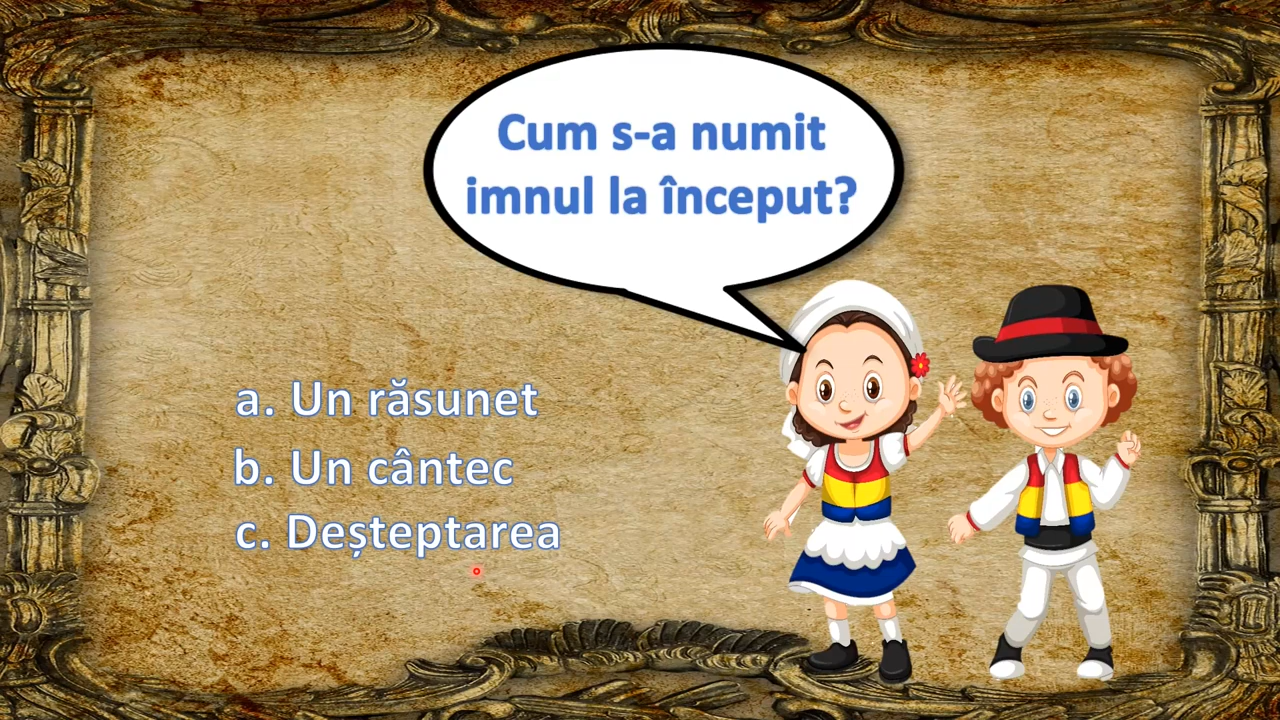 Cum s-a numit
imnul la început?
a. Un răsunet
b. Un cântec
c. Deșteptarea